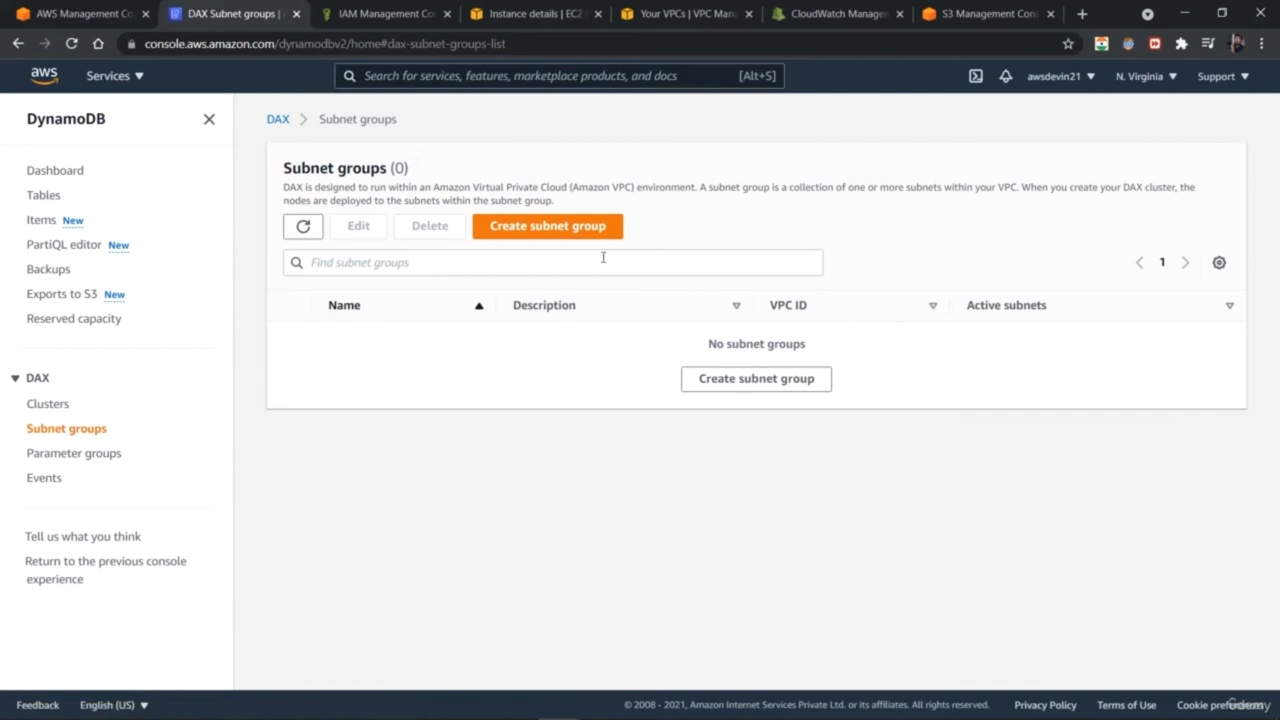 AWS Management Co
DAX Subnet groups |
IAM Management Co
Instance details | EC2
Your VPCs | VPC Man
CloudWatch Manage
S3 Management Con
console.aws.amazon.com/dynamodbv2/home#dax-subnet-groups-list
aws
Services
Search for services, features, marketplace products, and docs
[Alt+S]
awsdevin21
N. Virginia
Support
DynamoDB
Dashboard
Tables
Items New
PartiQL editor New
Backups
Exports to S3 New
Reserved capacity
DAX
Clusters
Subnet groups
Parameter groups
Events
Tell us what you think
Return to the previous console
experience
DAX > Subnet groups
Subnet groups (0)
DAX is designed to run within an Amazon Virtual Private Cloud (Amazon VPC) environment. A subnet group is a collection of one or more subnets within your VPC. When you create your DAX cluster, the
nodes are deployed to the subnets within the subnet group.
Edit
Delete
Create subnet group
Find subnet groups
1
Name
Description
VPC ID
Active subnets
No subnet groups
Create subnet group
Feedback
English (US)
© 2008 - 2021, Amazon Internet Services Private Ltd. or its affiliates. All rights reserved.
Privacy Policy
Terms of Use
Cookie preferences
Udemy